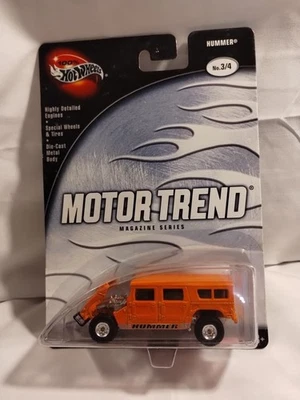 100%
Hot Wheels
HUMMER®
No.3/4
Highly Detailed
Engines
•
Special Wheels
& Tires
•
Die-Cast
Metal
Body
MOTOR TREND®
MAGAZINE SERIES
HUMMER